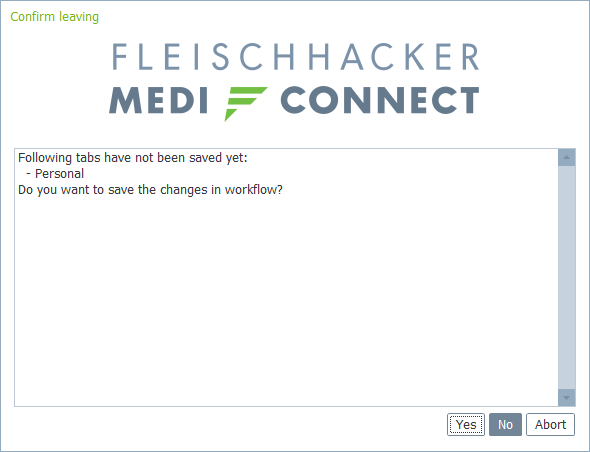 Confirm leaving
FLEISCHHACKER
MEDI CONNECT
Following tabs have not been saved yet:
- Personal
Do you want to save the changes in workflow?
Yes No Abort